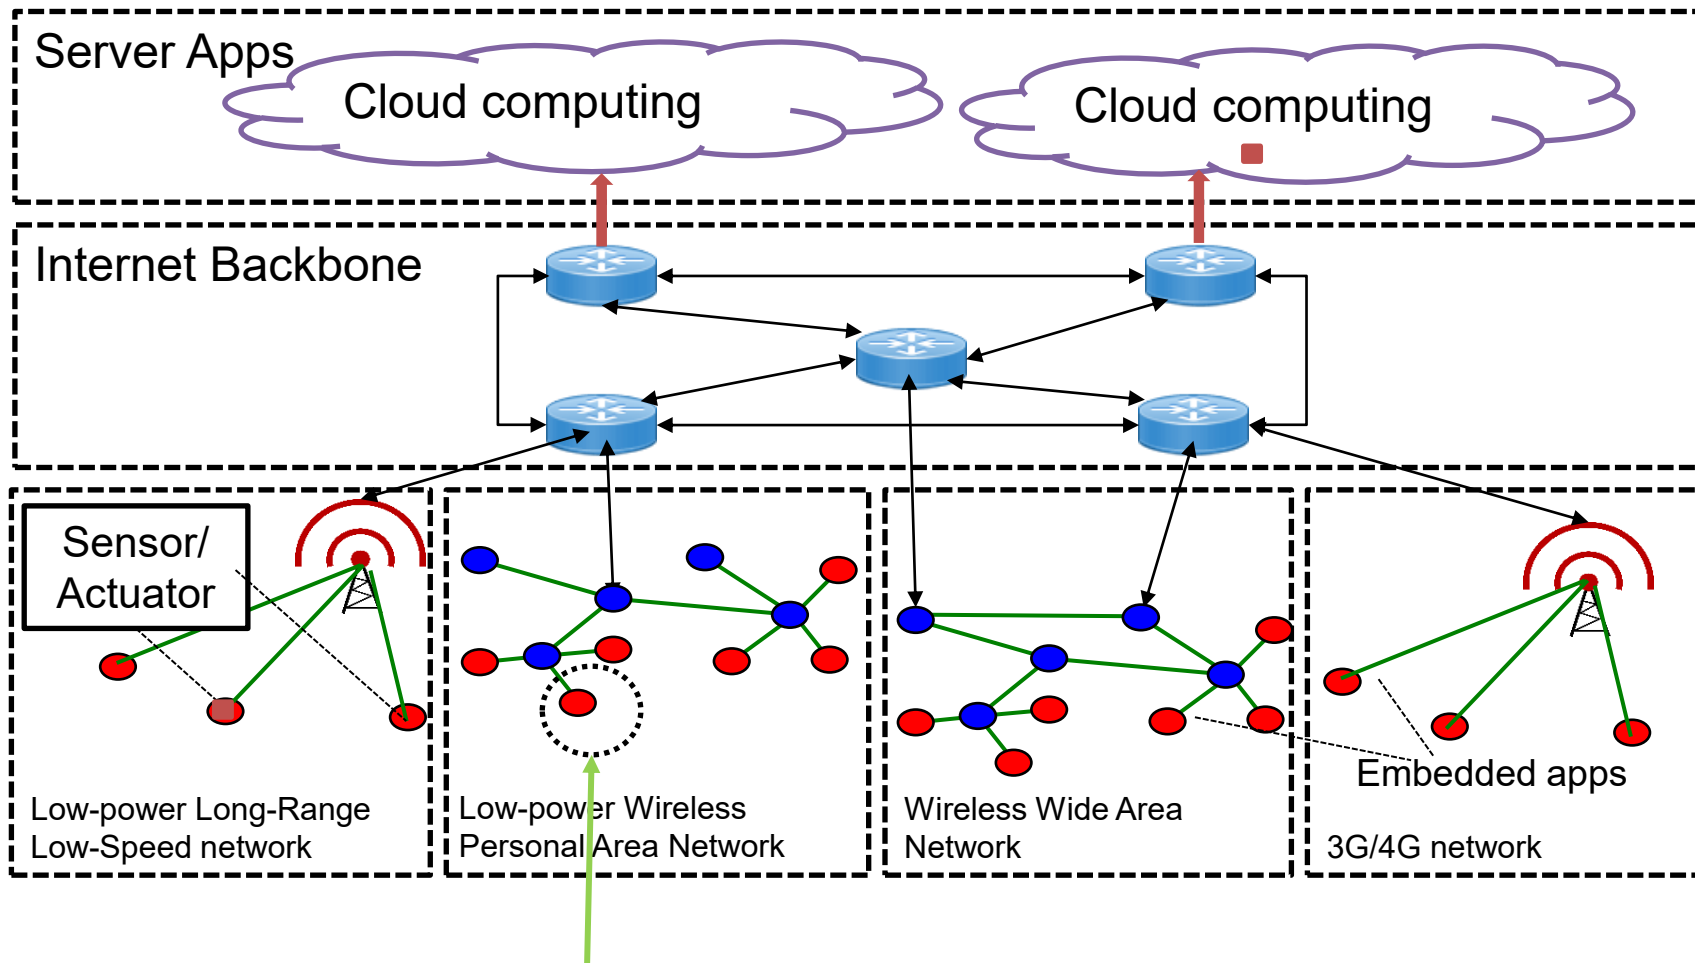 Server Apps
Cloud computing
Cloud computing
Internet Backbone
Sensor/
Actuator
Embedded apps
Low-power Long-Range
Low-Speed network
Low-power Wireless
Personal Area Network
Wireless Wide Area
Network
3G/4G network